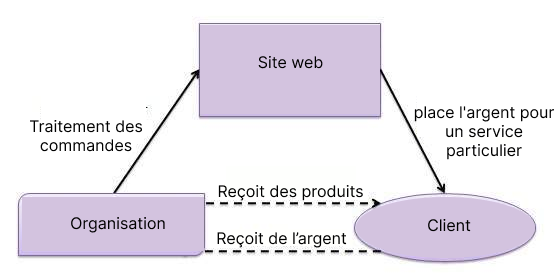 Site web
Traitement des
commandes
place l'argent pour
un service
particulier
Reçoit des produits
Organisation
Client
Reçoit de l’argent